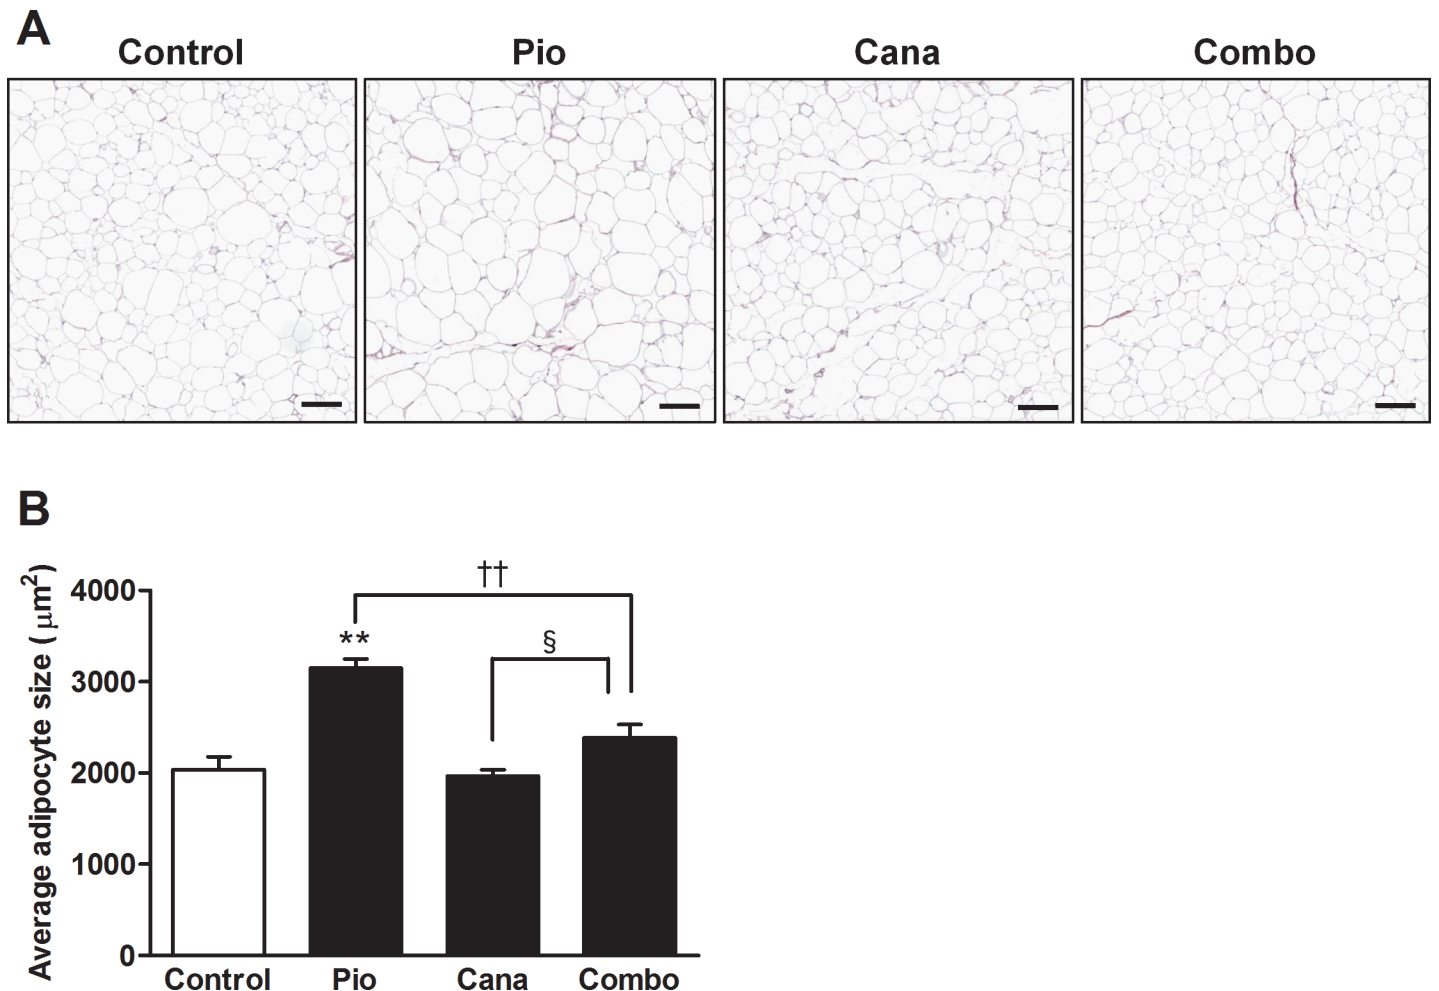 A
Control Pio Cana Combo
B
Average adipocyte size (μm²)
4000
3000
2000
1000
0
††
**
§
Control Pio Cana Combo